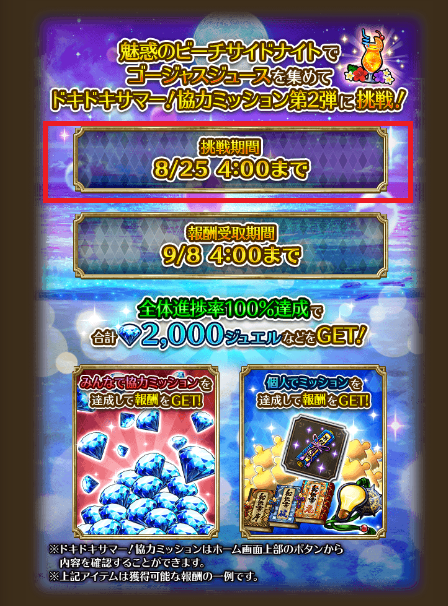 魅惑のビーチサイドナイトで
ゴージャスジュースを集めて
ドキドキサマー!協力ミッション第2弾に挑戦!
挑戦期間
8/25 4:00まで
報酬受取期間
9/8 4:00まで
全体進捗率100%達成で
合計2,000ジュエルなどをGET!
みんなで協力ミッションを
達成して報酬をGET!
個人でミッションを
達成して報酬をGET!
※ドキドキサマー!協力ミッションはホーム画面上部のボタンから
内容を確認することができます。
※上記アイテムは獲得可能な報酬の一例です。